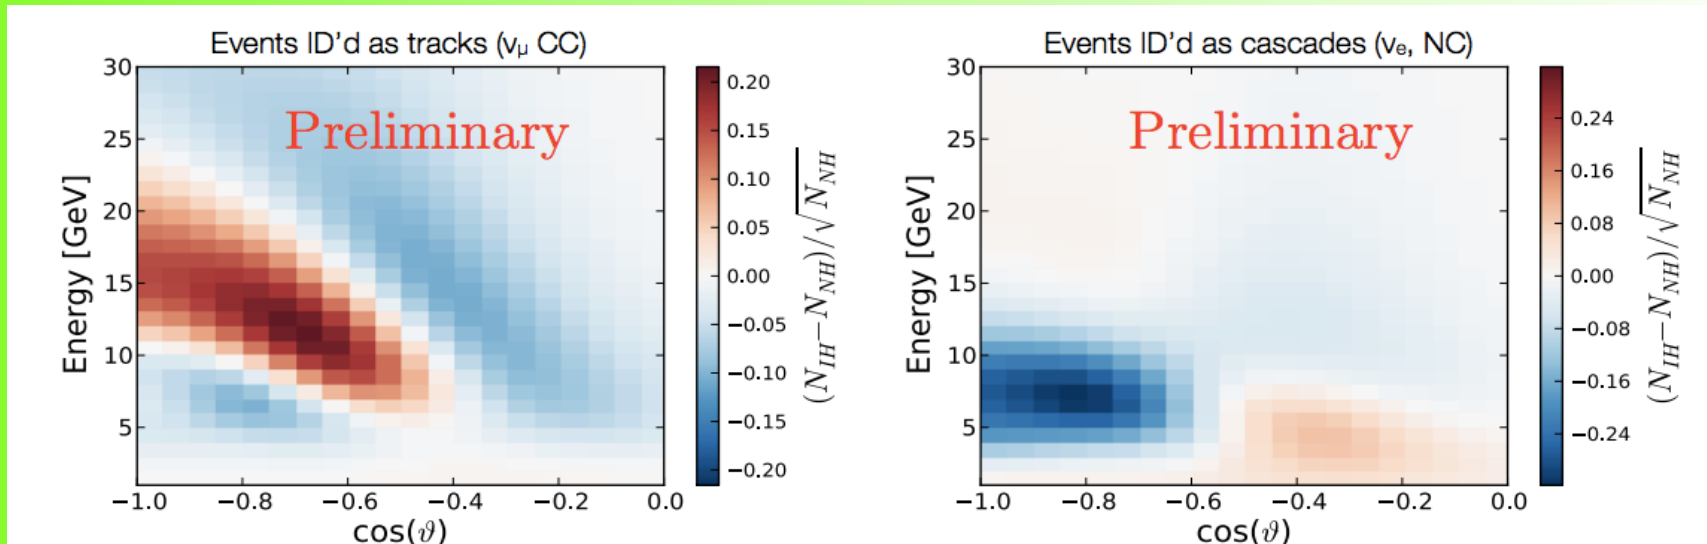 Events ID'd as tracks (νμ CC)
Preliminary
Energy [GeV]
30
25
20
15
10
5
−1.0 −0.8 −0.6 −0.4 −0.2 0.0
cos(ϑ)
0.20
0.15
0.10
0.05
0.00
−0.05
−0.10
−0.15
−0.20
(N_IH−N_NH)/√N_NH
Events ID'd as cascades (νe, NC)
Preliminary
Energy [GeV]
30
25
20
15
10
5
−1.0 −0.8 −0.6 −0.4 −0.2 0.0
cos(ϑ)
0.24
0.16
0.08
0.00
−0.08
−0.16
−0.24
(N_IH−N_NH)/√N_NH